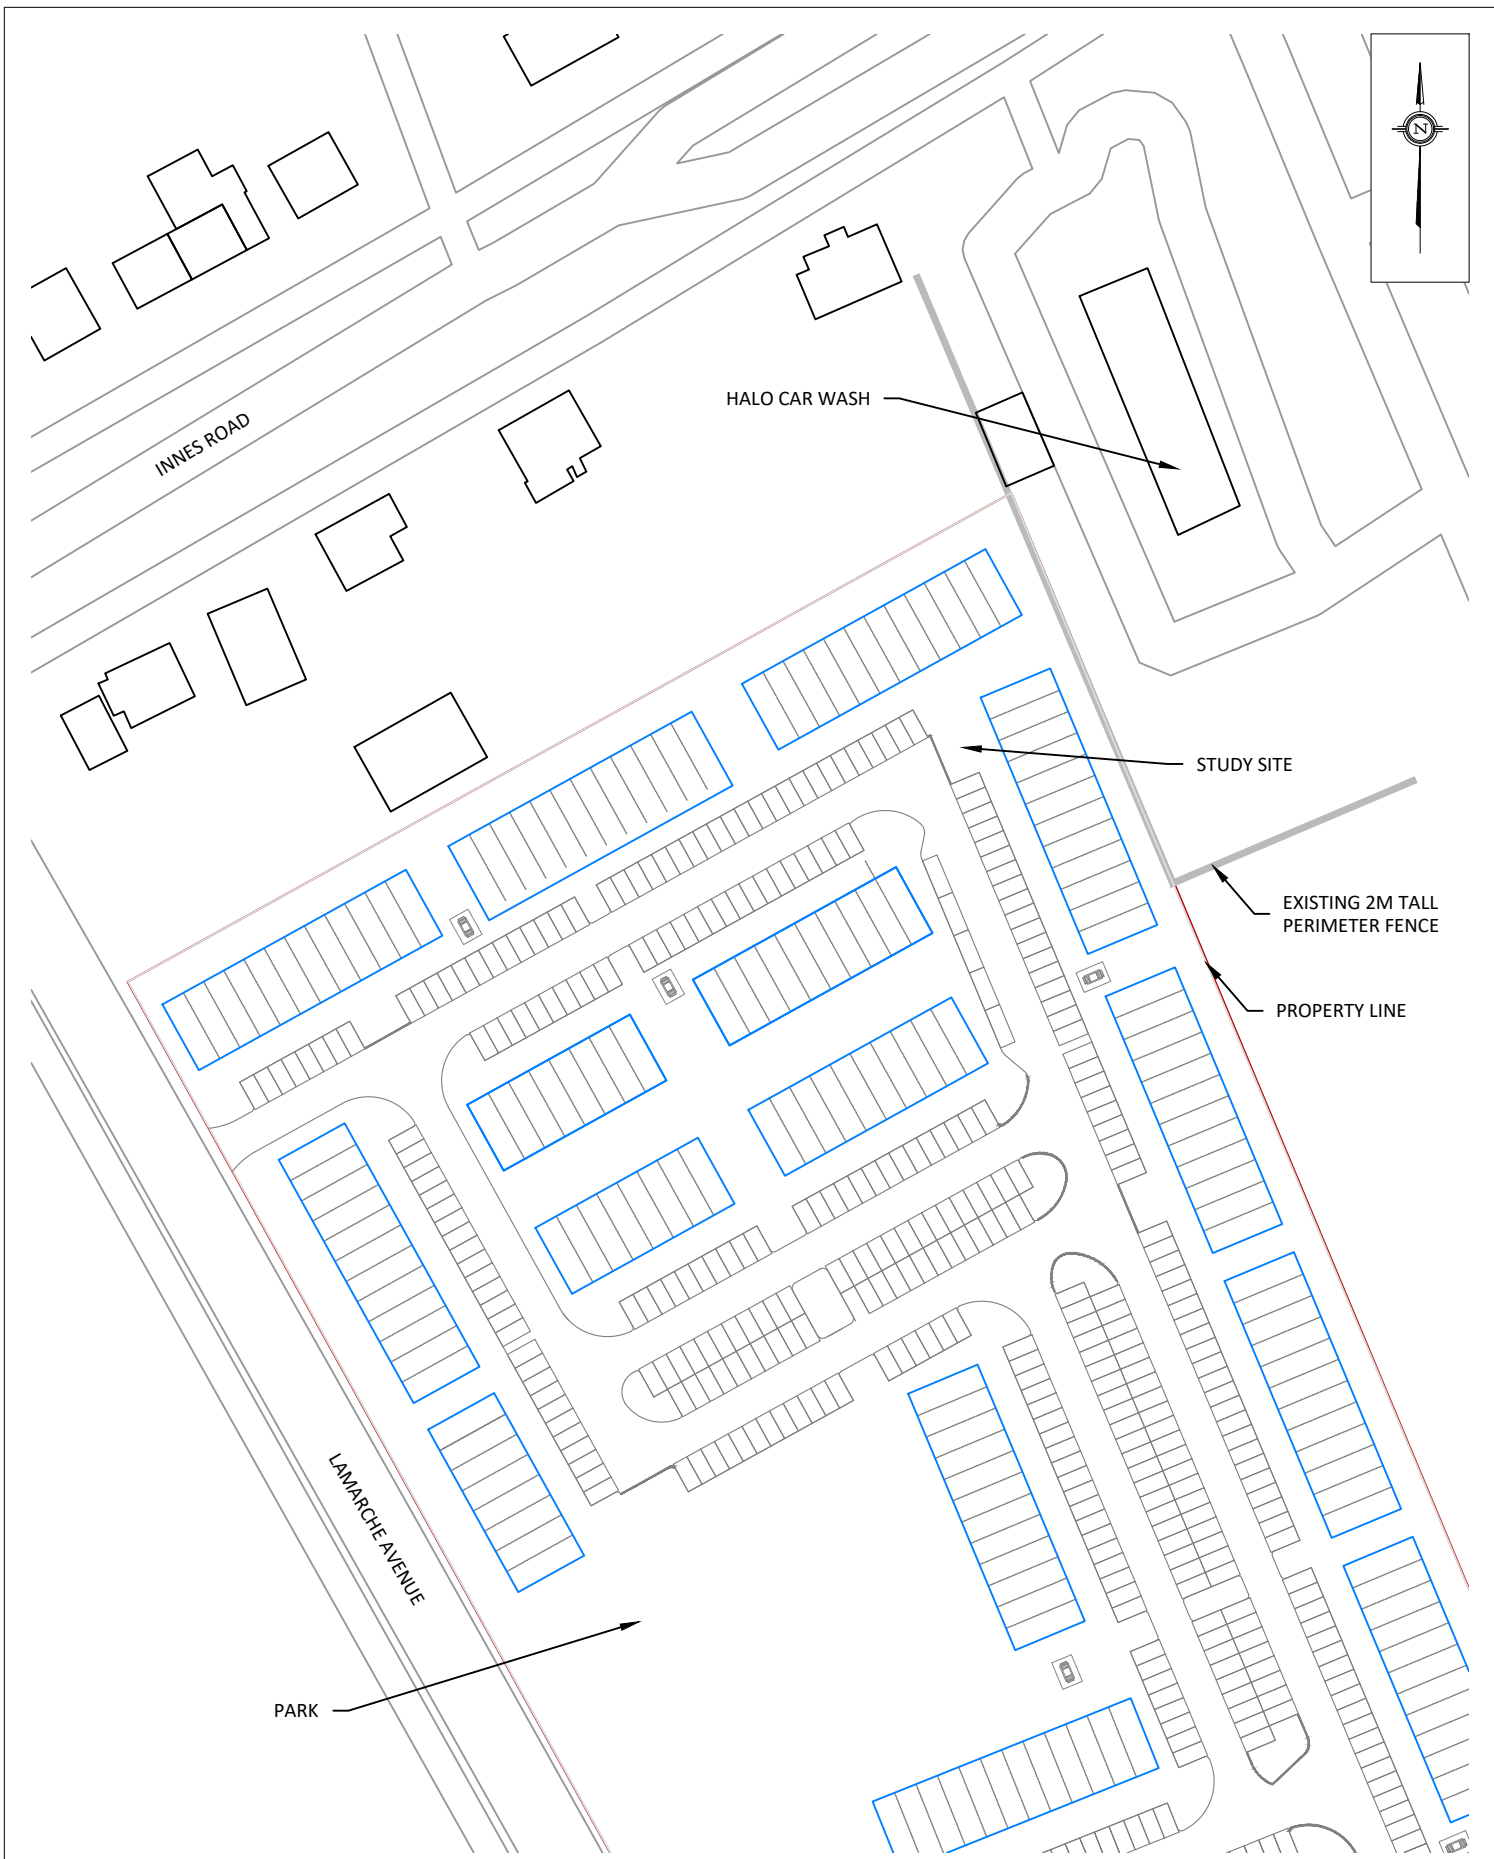 N
HALO CAR WASH
INNES ROAD
STUDY SITE
EXISTING 2M TALL
PERIMETER FENCE
PROPERTY LINE
LAMARCHE AVENUE
PARK